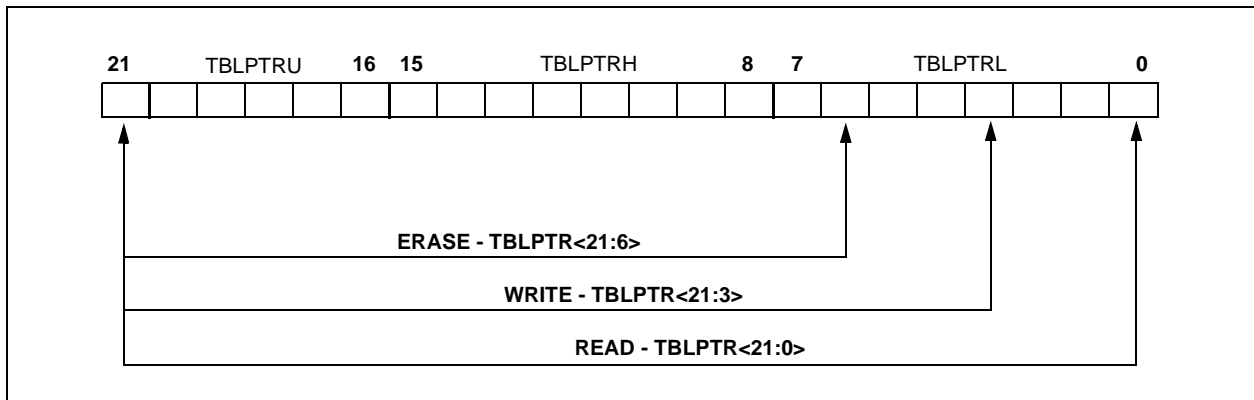 21 TBLPTRU 16 15 TBLPTRH 8 7 TBLPTRL 0
ERASE - TBLPTR<21:6>
WRITE - TBLPTR<21:3>
READ - TBLPTR<21:0>